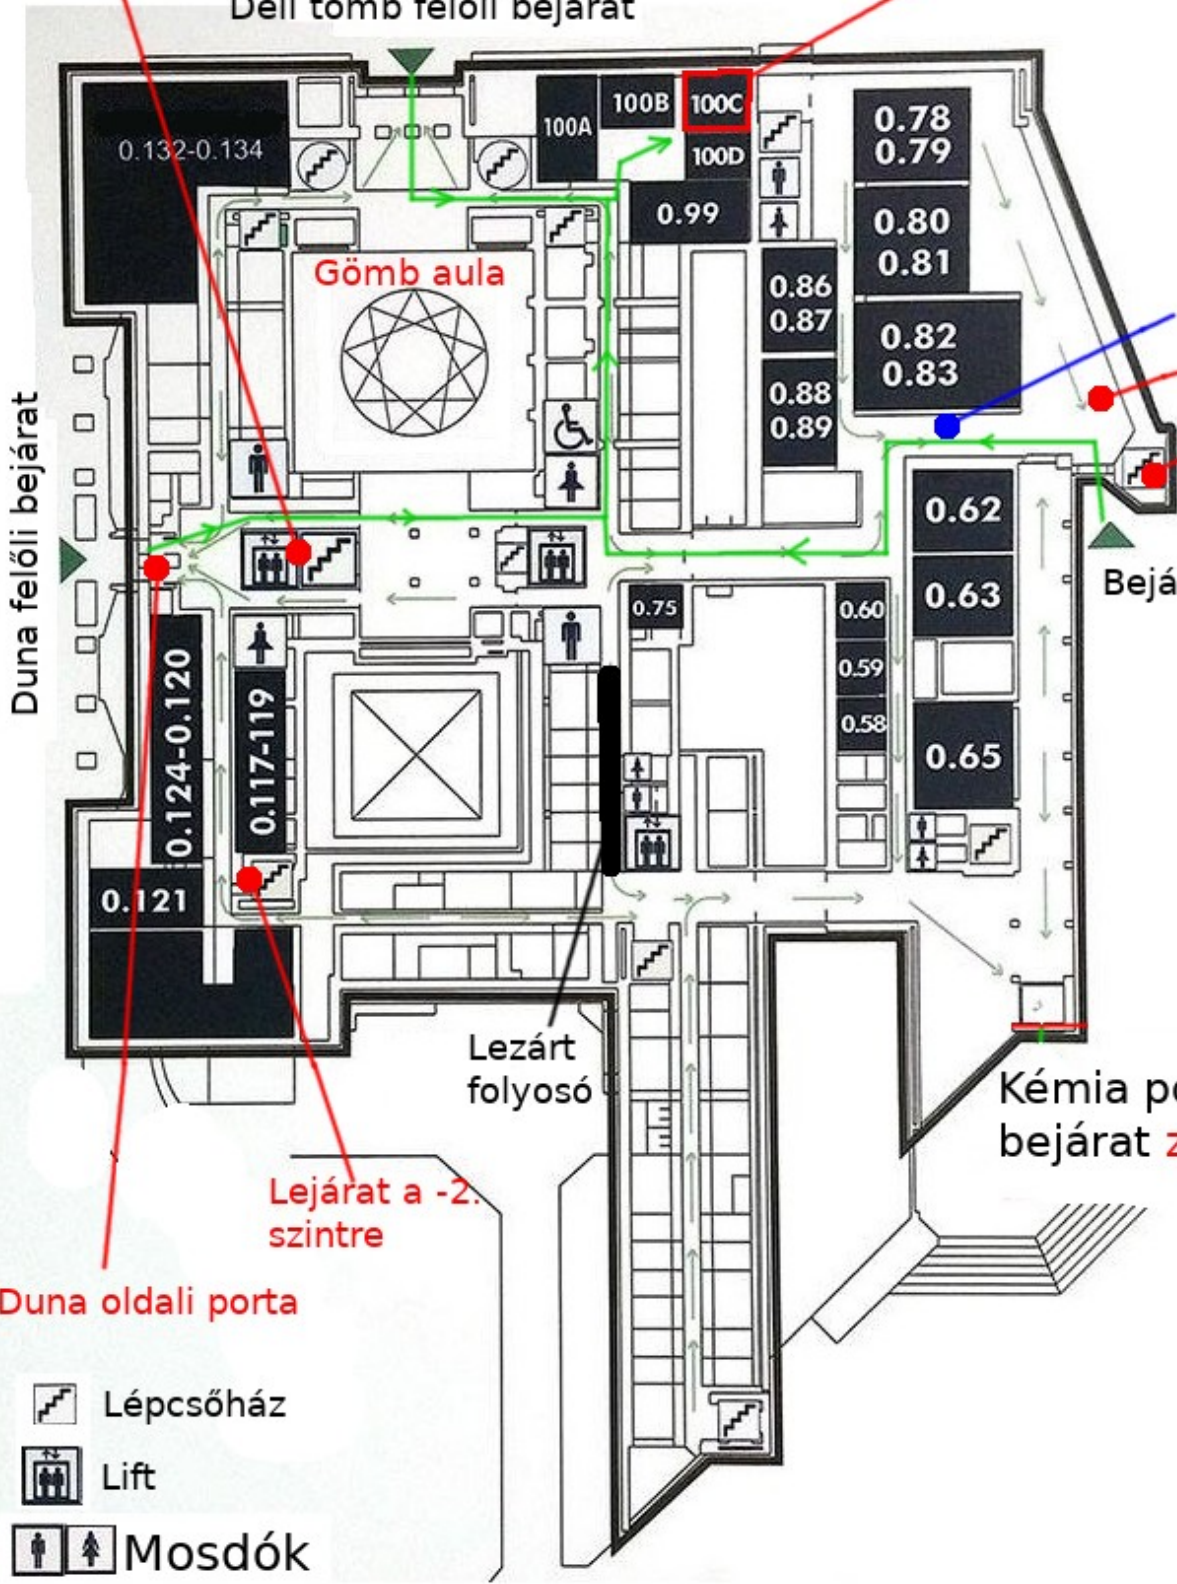 Déli tömb felőli bejárat
100A
100B
100C
100D
0.99
0.132-0.134
0.78
0.79
0.80
0.81
0.82
0.83
0.86
0.87
0.88
0.89
Gömb aula
Duna felőli bejárat
0.62
0.63
0.65
Bejá
0.75
0.60
0.59
0.58
0.124-0.120
0.117-119
0.121
Lezárt
folyosó
Kémia po
bejárat z
Lejárat a -2.
szintre
Duna oldali porta
Lépcsőház
Lift
Mosdók